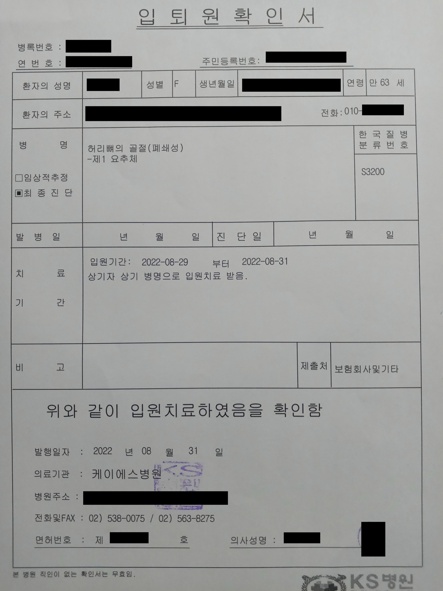 입 퇴 원 확 인 서
병록번호 :
연 번호 :
주민등록번호:
환자의 성명 성별 F 생년월일 연령 만 63 세
환자의 주소 전화:010-
병 명 허리뼈의 골절(폐쇄성) 한 국 질 병
-제1 요추체 분 류 번 호
□임상적추정 S3200
▣최 종 진 단
발 병 일 년 월 일 진 단 일 년 월 일
치 료 입원기간: 2022-08-29 부터 2022-08-31
상기자 상기 병명으로 입원치료 받음.
기 간
비 고 제출처 보험회사및기타
위와 같이 입원치료하였음을 확인함
발행일자 : 2022 년 08 월 31 일
의료기관 : 케이에스병원
KS
병원주소 :
전화및FAX : 02) 538-0075 / 02) 563-8275
면허번호 : 제 호 의사성명 :
본 병원 직인이 없는 확인서는 무효임.
KS병원